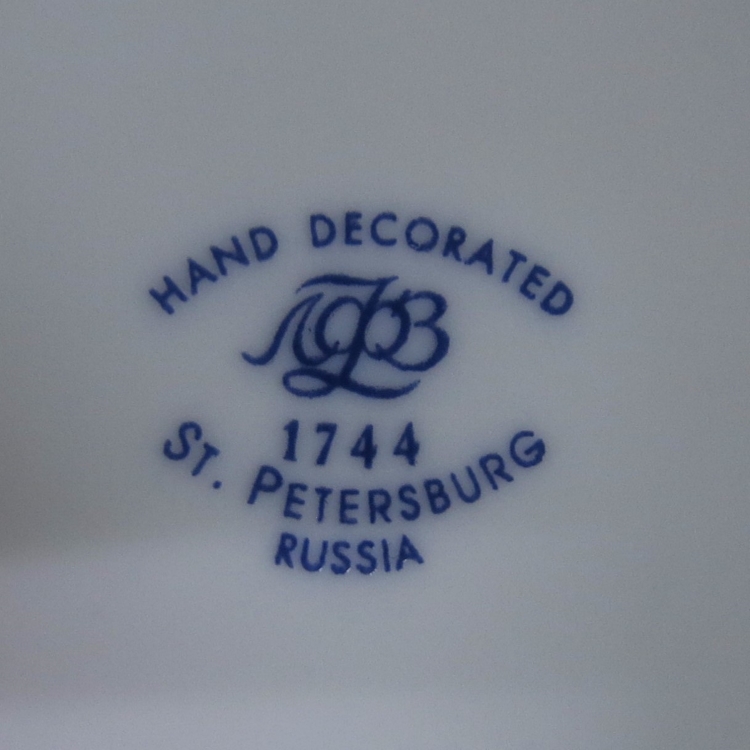 HAND DECORATED
ЛФЗ
1744
ST. PETERSBURG
RUSSIA